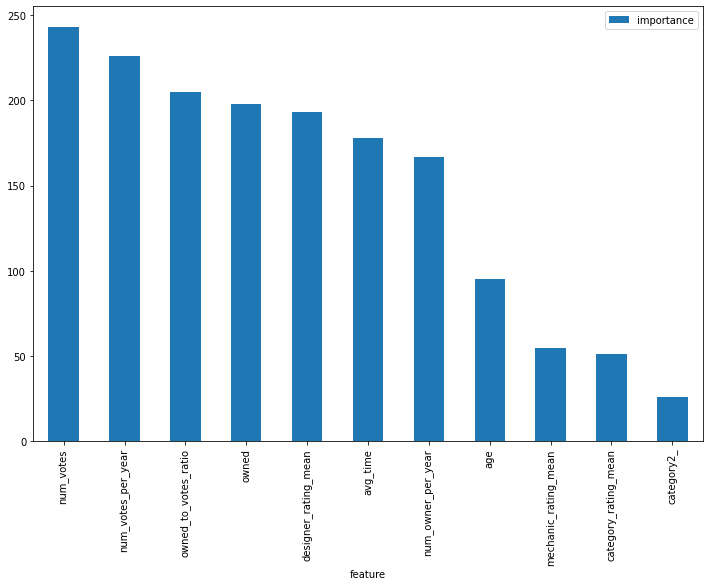 250
200
150
100
50
0
importance
num_votes
num_votes_per_year
owned_to_votes_ratio
owned
designer_rating_mean
avg_time
num_owner_per_year
age
mechanic_rating_mean
category_rating_mean
category2_
feature